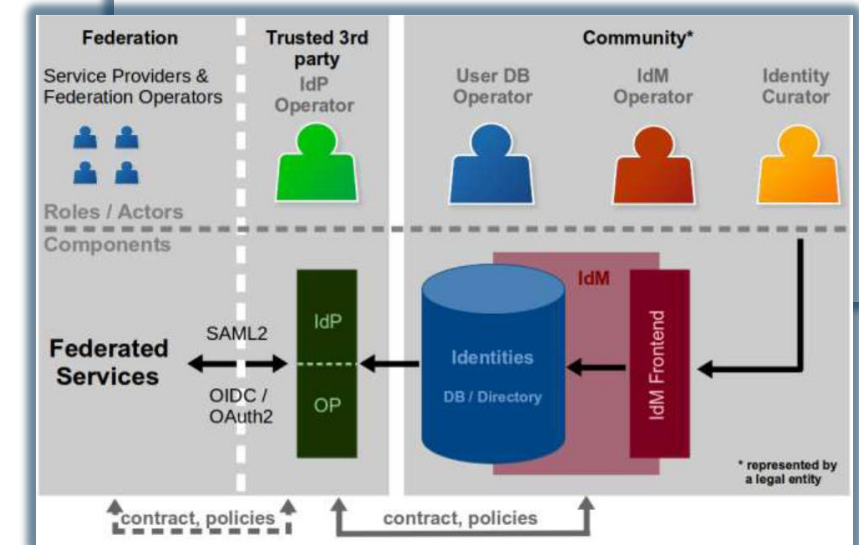 Federation
Service Providers &
Federation Operators
Trusted 3rd
party
IdP
Operator
Community*
User DB
Operator
IdM
Operator
Identity
Curator
Roles / Actors
Components
Federated
Services
SAML2
OIDC /
OAuth2
IdP
OP
Identities
DB / Directory
IdM
IdM Frontend
* represented by
a legal entity
contract, policies
contract, policies